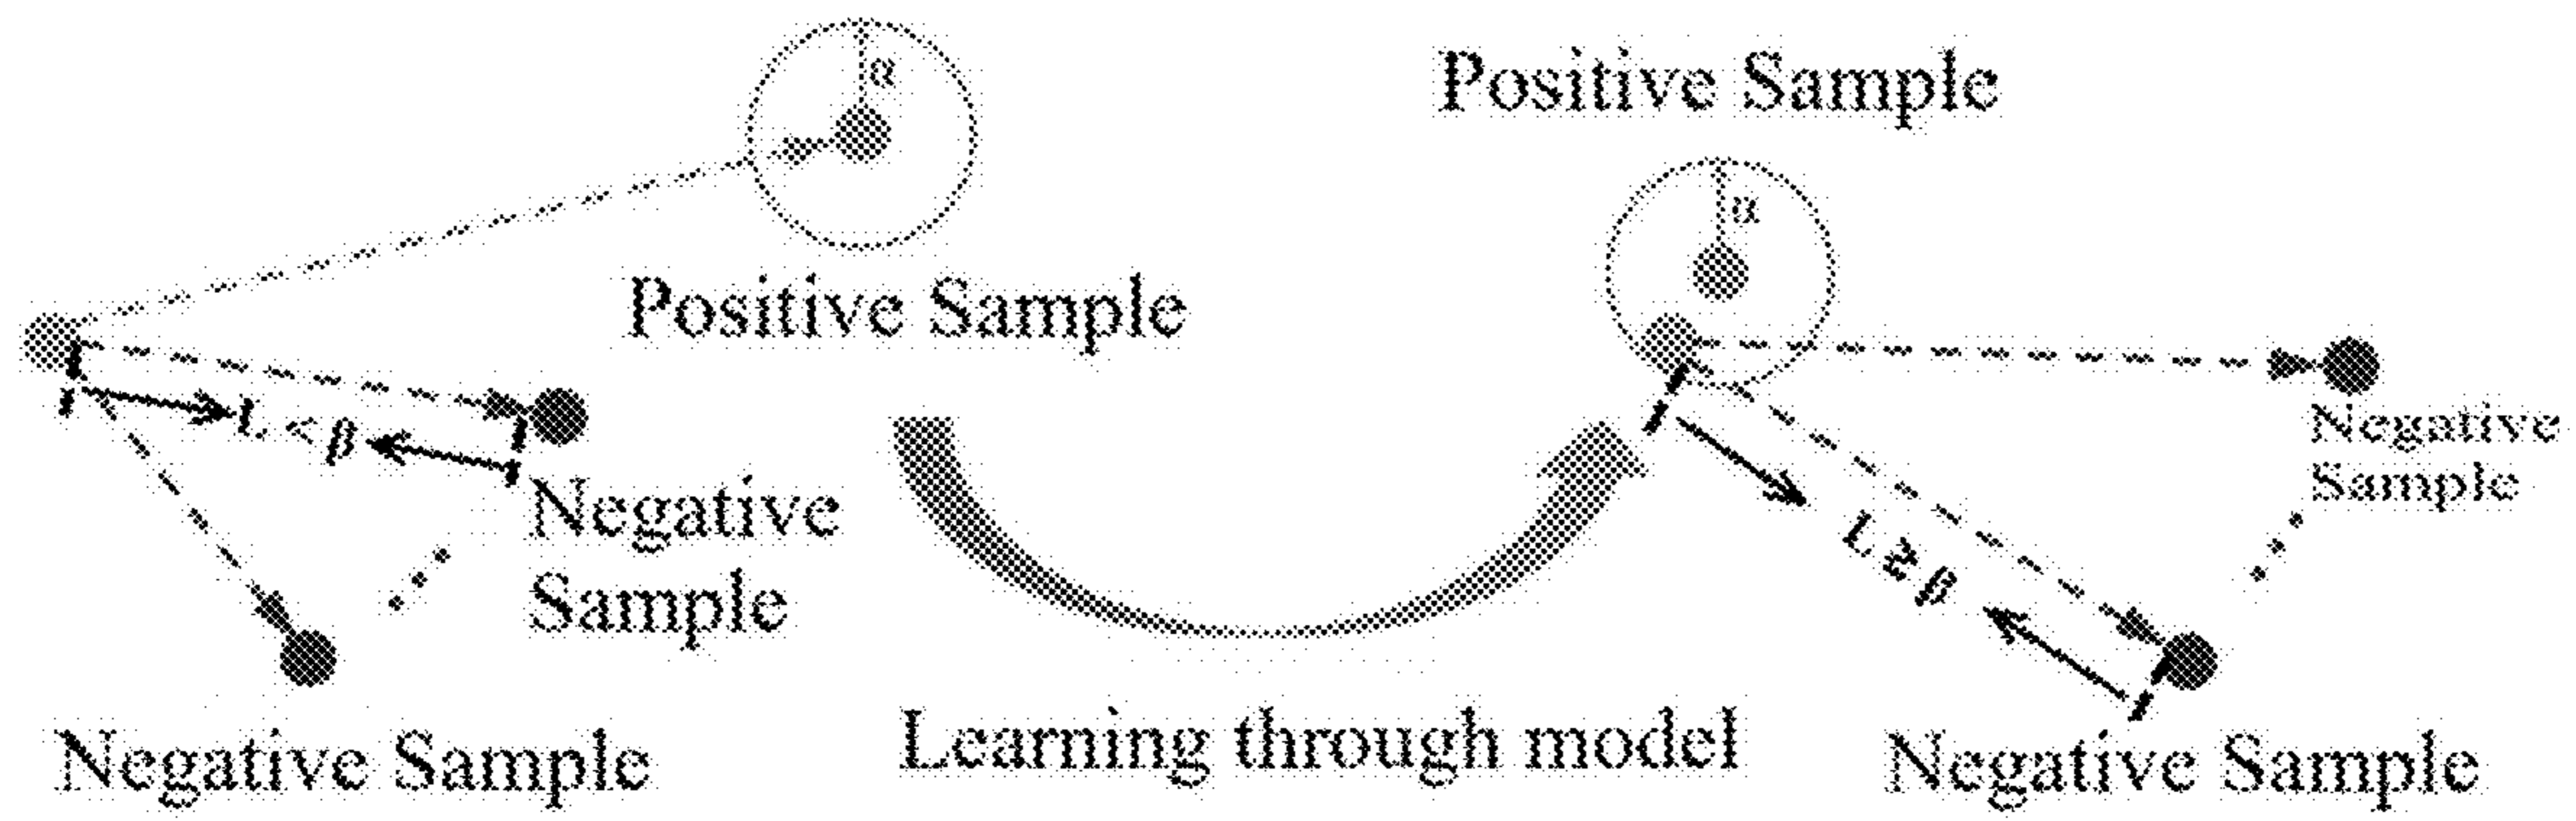 α
Positive Sample
L < β
Negative
Sample
Negative Sample
Learning through model
Positive Sample
α
Negative
Sample
L ≥ β
Negative Sample